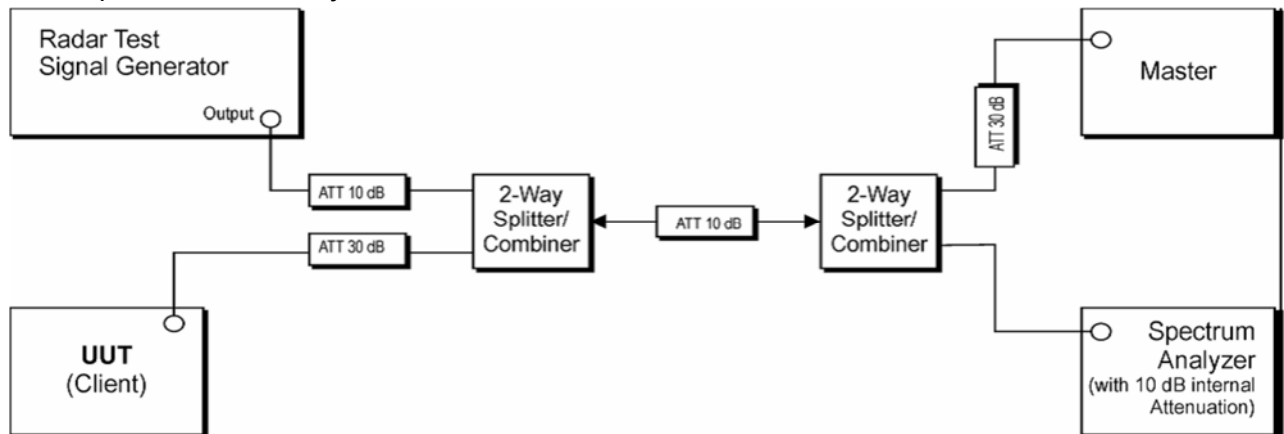 Radar Test
Signal Generator
Output
ATT 10 dB
ATT 30 dB
UUT
(Client)
2-Way
Splitter/
Combiner
ATT 10 dB
2-Way
Splitter/
Combiner
ATT 30 dB
Master
Spectrum
Analyzer
(with 10 dB internal
Attenuation)